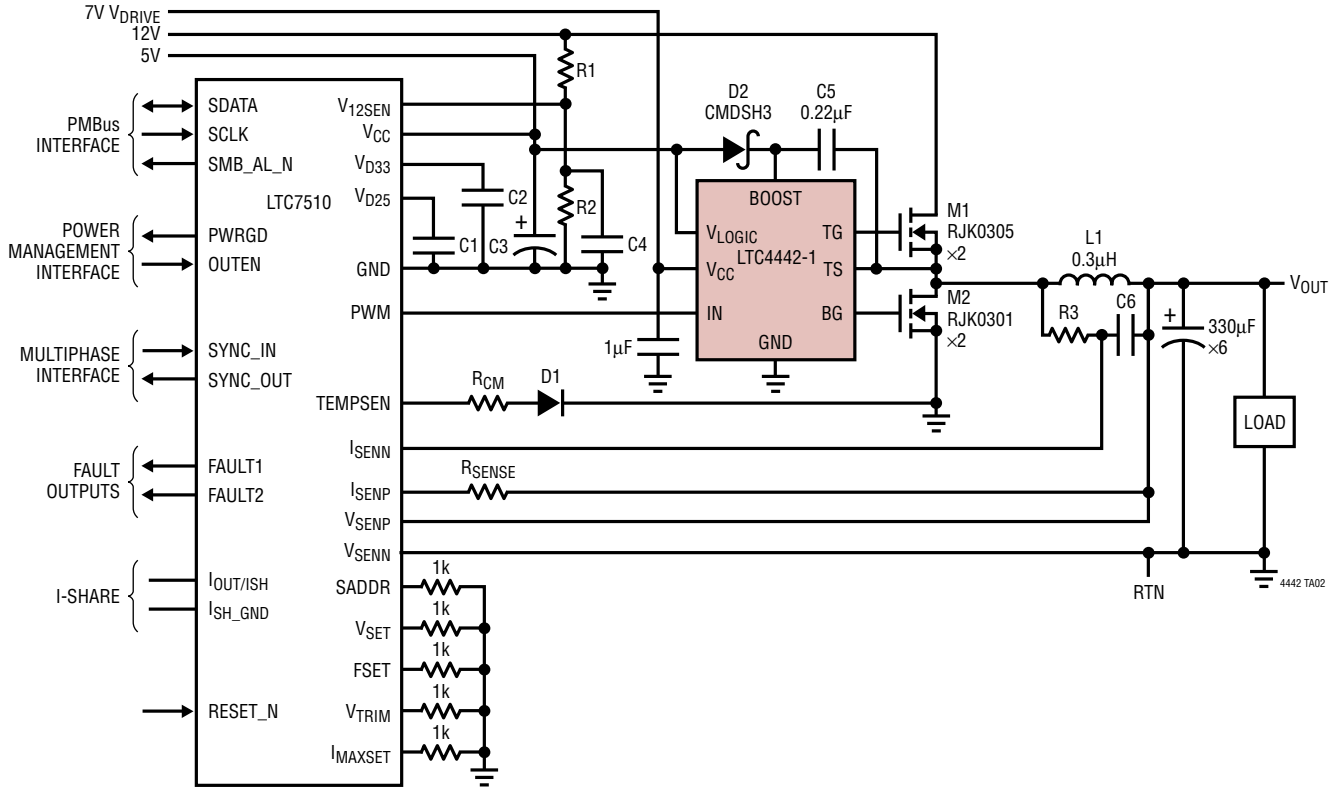 7V VDRIVE
12V
5V
R1
D2
CMDSH3
C5
0.22µF
PMBus
INTERFACE
SDATA
SCLK
SMB_AL_N
LTC7510
V12SEN
VCC
VD33
VD25
C2
C1
+
C3
R2
C4
BOOST
VLOGIC
LTC4442-1
VCC
IN
GND
TG
TS
BG
M1
RJK0305
×2
M2
RJK0301
×2
L1
0.3µH
R3
C6
VOUT
+
330µF
×6
LOAD
POWER
MANAGEMENT
INTERFACE
PWRGD
OUTEN
GND
PWM
1µF
MULTIPHASE
INTERFACE
SYNC_IN
SYNC_OUT
TEMPSEN
RCM
D1
FAULT
OUTPUTS
FAULT1
FAULT2
ISENN
ISENP
RSENSE
VSENP
VSENN
RTN
4442 TA02
I-SHARE
IOUT/ISH
ISH_GND
SADDR
1k
VSET
1k
FSET
1k
VTRIM
1k
IMAXSET
1k
RESET_N